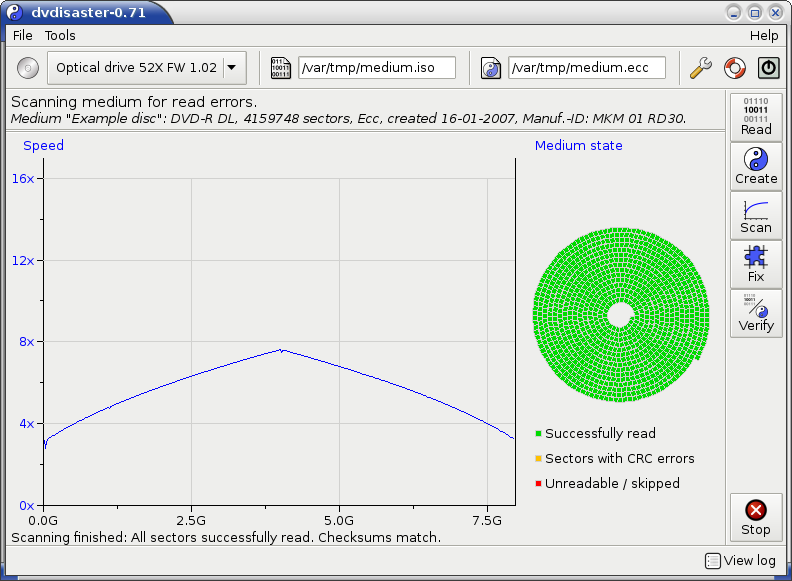 dvdisaster-0.71
File Tools Help
Optical drive 52X FW 1.02 /var/tmp/medium.iso /var/tmp/medium.ecc
Scanning medium for read errors.
Medium "Example disc": DVD-R DL, 4159748 sectors, Ecc, created 16-01-2007, Manuf.-ID: MKM 01 RD30.
Speed
16x
12x
8x
4x
0x
0.0G 2.5G 5.0G 7.5G
Medium state
Successfully read
Sectors with CRC errors
Unreadable / skipped
Scanning finished: All sectors successfully read. Checksums match.
01110
10011
00111
Read
Create
Scan
Fix
Verify
Stop
View log